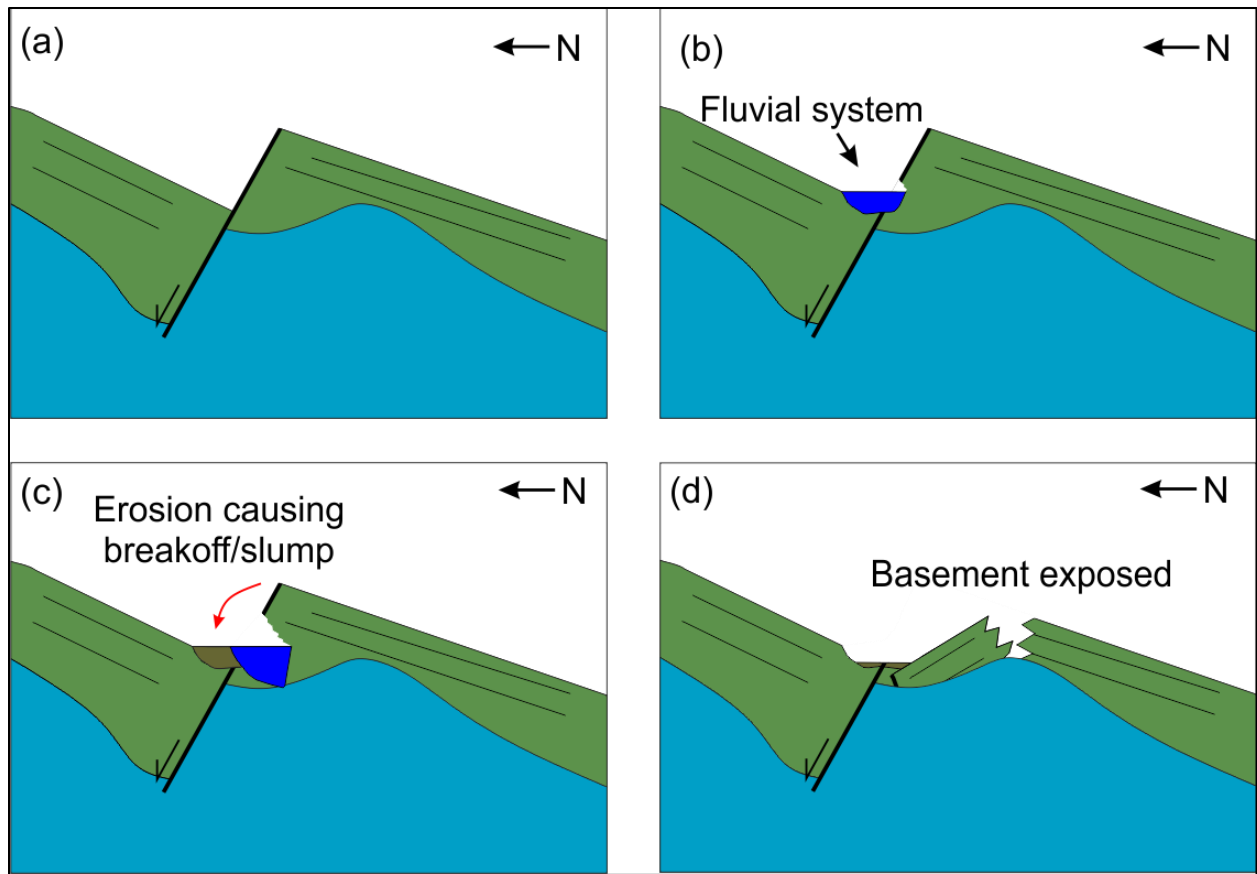 (a)
N
(b)
N
Fluvial system
(c)
N
Erosion causing
breakoff/slump
(d)
N
Basement exposed